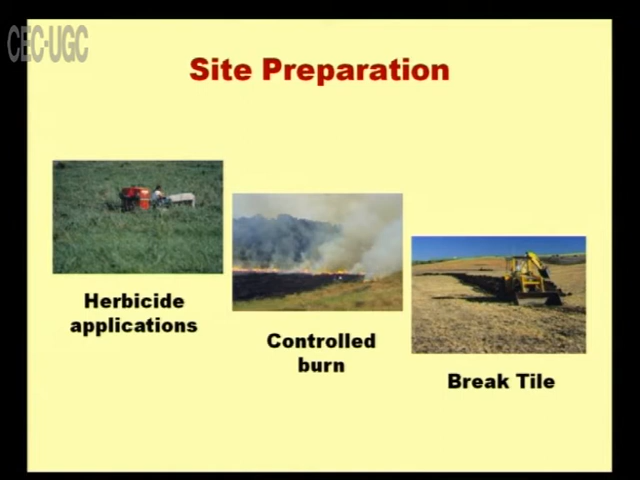 CEC-UGC
Site Preparation
Herbicide
applications
Controlled
burn
Break Tile